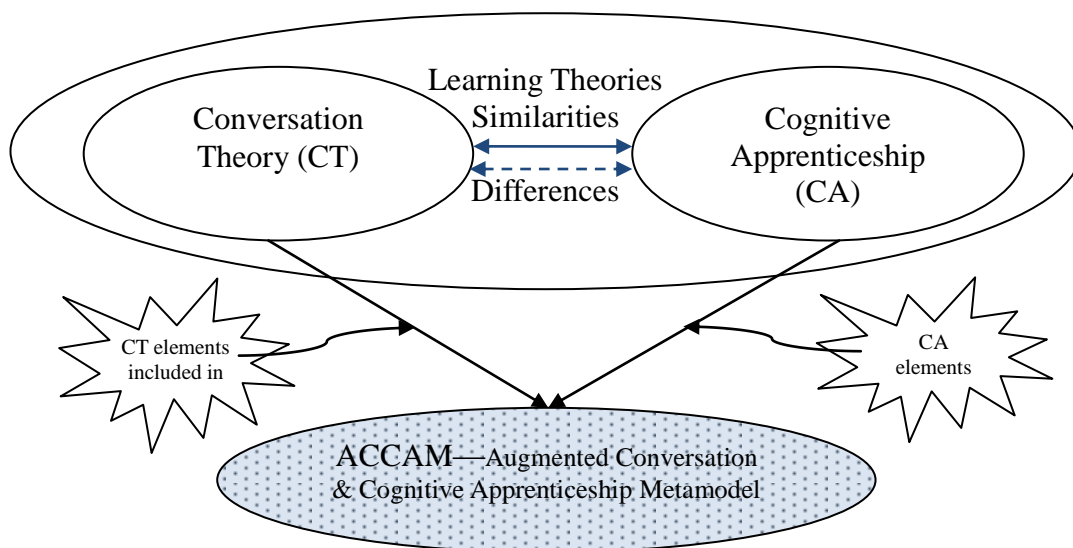 Learning Theories
Similarities
Differences
Conversation
Theory (CT)
Cognitive
Apprenticeship
(CA)
CT elements
included in
CA
elements
ACCAM—Augmented Conversation
& Cognitive Apprenticeship Metamodel